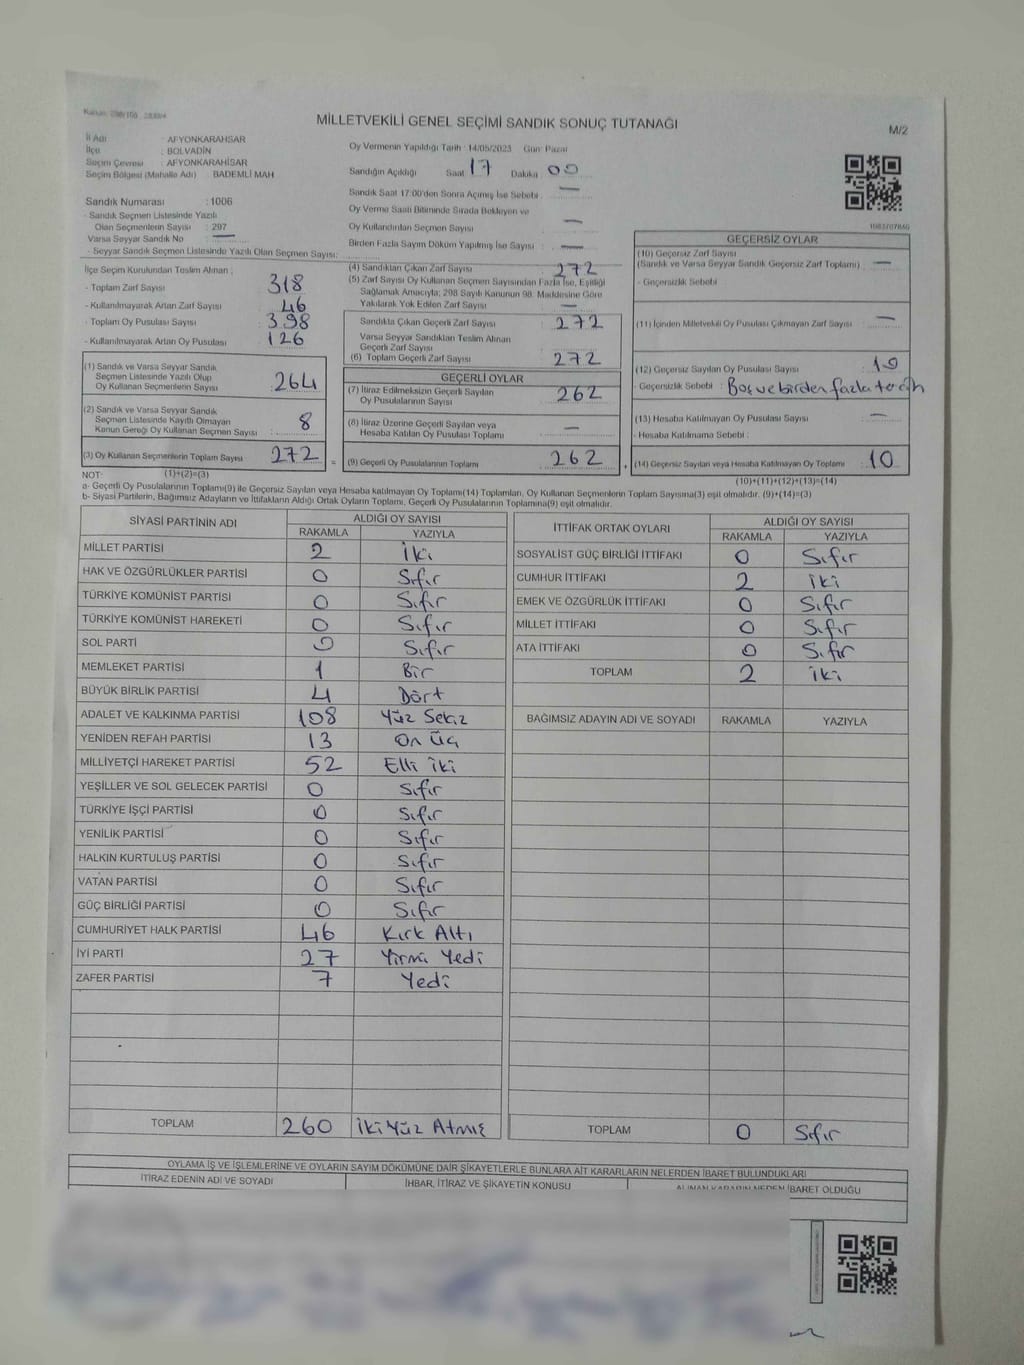 MİLLETVEKİLİ GENEL SEÇİMİ SANDIK SONUÇ TUTANAĞI
M/2
İl Adı : AFYONKARAHİSAR
İlçe : BOLVADİN
Seçim Çevresi : AFYONKARAHİSAR
Seçim Bölgesi (Mahalle Adı) : BADEMLİ MAH
Sandık Numarası : 1006
- Sandık Seçmen Listesinde Yazılı
Olan Seçmenlerin Sayısı : 297
Varsa Seyyar Sandık No : —
- Seyyar Sandık Seçmen Listesinde Yazılı Olan Seçmen Sayısı:
Oy Vermenin Yapıldığı Tarih : 14/05/2023 Gün: Pazar
Sandığın Açıldığı Saat 17 Dakika 00
Sandık Saat 17:00'den Sonra Açılmış İse Sebebi : —
Oy Verme Saati Bitiminde Sırada Bekleyen ve
Oy Kullandırılan Seçmen Sayısı : —
Birden Fazla Sayım Döküm Yapılmış İse Sayısı : —
İlçe Seçim Kurulundan Teslim Alınan ;
- Toplam Zarf Sayısı 318
- Kullanılmayarak Artan Zarf Sayısı : 46
- Toplam Oy Pusulası Sayısı : 398
- Kullanılmayarak Artan Oy Pusulası : 126
(1) Sandık ve Varsa Seyyar Sandık
Seçmen Listesinde Yazılı Olup
Oy Kullanan Seçmenlerin Sayısı : 264
(2) Sandık ve Varsa Seyyar Sandık
Seçmen Listesinde Kayıtlı Olmayan
Kanun Gereği Oy Kullanan Seçmen Sayısı : 8
(3) Oy Kullanan Seçmenlerin Toplam Sayısı : 272
(4) Sandıktan Çıkan Zarf Sayısı : 272
(5) Zarf Sayısı Oy Kullanan Seçmen Sayısından Fazla İse, Eşitliği
Sağlamak Amacıyla; 298 Sayılı Kanunun 98. Maddesine Göre
Yakılarak Yok Edilen Zarf Sayısı : —
Sandıkta Çıkan Geçerli Zarf Sayısı : 272
Varsa Seyyar Sandıktan Teslim Alınan
Geçerli Zarf Sayısı
(6) Toplam Geçerli Zarf Sayısı : 272
GEÇERLİ OYLAR
(7) İtiraz Edilmeksizin Geçerli Sayılan
Oy Pusulalarının Sayısı : 262
(8) İtiraz Üzerine Geçerli Sayılan veya
Hesaba Katılan Oy Pusulası Toplamı : —
= (9) Geçerli Oy Pusulalarının Toplamı : 262 +
GEÇERSİZ OYLAR
(10) Geçersiz Zarf Sayısı
(Sandık ve Varsa Seyyar Sandık Geçersiz Zarf Toplamı) : —
- Geçersizlik Sebebi :
(11) İçinden Milletvekili Oy Pusulası Çıkmayan Zarf Sayısı : —
(12) Geçersiz Sayılan Oy Pusulası Sayısı : 10
- Geçersizlik Sebebi : Boş ve birden fazla tercih
(13) Hesaba Katılmayan Oy Pusulası Sayısı : —
- Hesaba Katılmama Sebebi :
(14) Geçersiz Sayılan veya Hesaba Katılmayan Oy Toplamı : 10
NOT: (1)+(2)=(3)
(10)+(11)+(12)+(13)=(14)
a- Geçerli Oy Pusulalarının Toplamı(9) ile Geçersiz Sayılan veya Hesaba katılmayan Oy Toplamı(14) Toplamları, Oy Kullanan Seçmenlerin Toplam Sayısına(3) eşit olmalıdır. (9)+(14)=(3)
b- Siyasi Partilerin, Bağımsız Adayların ve İttifakların Aldığı Ortak Oyların Toplamı, Geçerli Oy Pusulalarının Toplamına(9) eşit olmalıdır.
SİYASİ PARTİNİN ADI ALDIĞI OY SAYISI
RAKAMLA YAZIYLA
MİLLET PARTİSİ 2 İki
HAK VE ÖZGÜRLÜKLER PARTİSİ 0 Sıfır
TÜRKİYE KOMÜNİST PARTİSİ 0 Sıfır
TÜRKİYE KOMÜNİST HAREKETİ 0 Sıfır
SOL PARTİ 0 Sıfır
MEMLEKET PARTİSİ 1 Bir
BÜYÜK BİRLİK PARTİSİ 4 Dört
ADALET VE KALKINMA PARTİSİ 108 Yüz Sekiz
YENİDEN REFAH PARTİSİ 13 On Üç
MİLLİYETÇİ HAREKET PARTİSİ 52 Elli İki
YEŞİLLER VE SOL GELECEK PARTİSİ 0 Sıfır
TÜRKİYE İŞÇİ PARTİSİ 0 Sıfır
YENİLİK PARTİSİ 0 Sıfır
HALKIN KURTULUŞ PARTİSİ 0 Sıfır
VATAN PARTİSİ 0 Sıfır
GÜÇ BİRLİĞİ PARTİSİ 0 Sıfır
CUMHURİYET HALK PARTİSİ 46 Kırk Altı
İYİ PARTİ 27 Yirmi Yedi
ZAFER PARTİSİ 7 Yedi
TOPLAM 260 İki Yüz Atmış
İTTİFAK ORTAK OYLARI ALDIĞI OY SAYISI
RAKAMLA YAZIYLA
SOSYALİST GÜÇ BİRLİĞİ İTTİFAKI 0 Sıfır
CUMHUR İTTİFAKI 2 İki
EMEK VE ÖZGÜRLÜK İTTİFAKI 0 Sıfır
MİLLET İTTİFAKI 0 Sıfır
ATA İTTİFAKI 0 Sıfır
TOPLAM 2 İki
BAĞIMSIZ ADAYIN ADI VE SOYADI RAKAMLA YAZIYLA
TOPLAM 0 Sıfır
OYLAMA İŞ VE İŞLEMLERİNE VE OYLARIN SAYIM DÖKÜMÜNE DAİR ŞİKAYETLERLE BUNLARA AİT KARARLARIN NELERDEN İBARET BULUNDUKLARI
İTİRAZ EDENİN ADI VE SOYADI İHBAR, İTİRAZ VE ŞİKAYETİN KONUSU ALINAN KARARIN NEDEN İBARET OLDUĞU